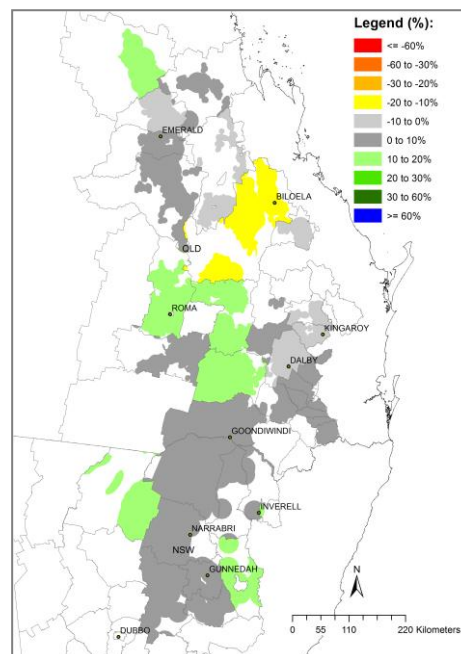 Legend (%):
<= -60%
-60 to -30%
-30 to -20%
-20 to -10%
-10 to 0%
0 to 10%
10 to 20%
20 to 30%
30 to 60%
>= 60%
EMERALD
BILOELA
QLD
ROMA
KINGAROY
DALBY
GOONDIWINDI
INVERELL
NARRABRI
NSW
GUNNEDAH
N
DUBBO
0 55 110 220 Kilometers